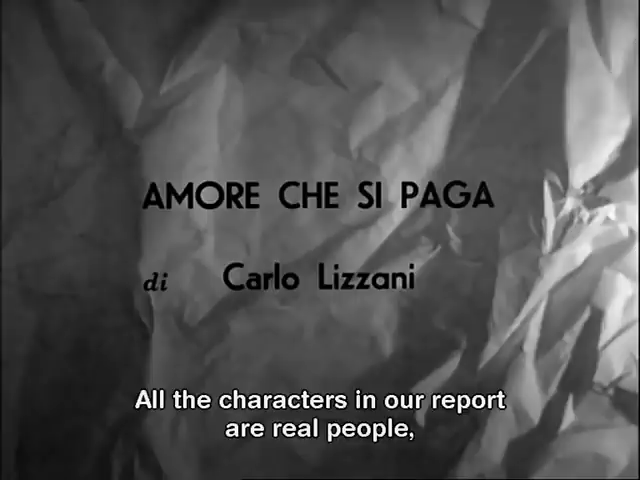 AMORE CHE SI PAGA
di Carlo Lizzani
All the characters in our report
are real people,